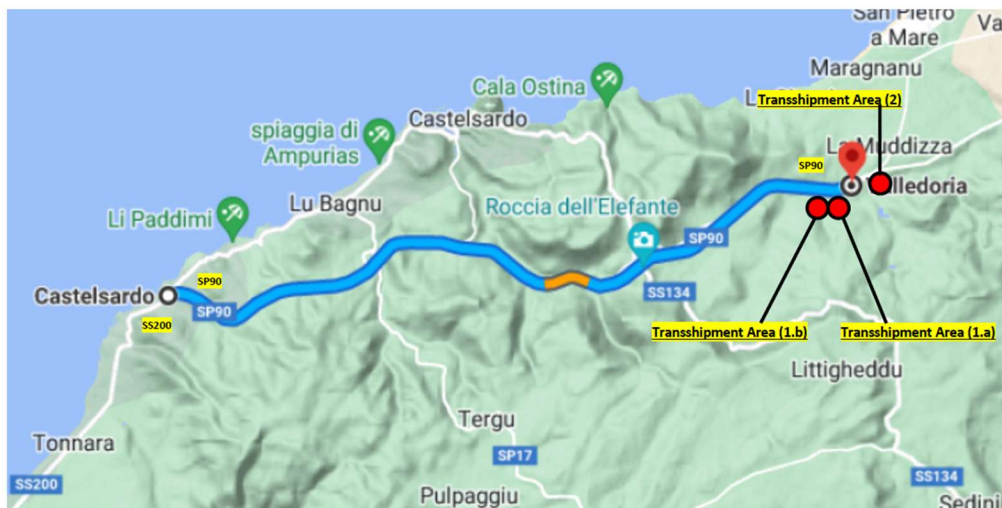 San Pietro
a Mare
Va
Maragnanu
Cala Ostina
Transshipment Area (2)
Castelsardo
spiaggia di
Ampurias
La Muddizza
SP90
lledoria
Lu Bagnu
Li Paddimi
Roccia dell'Elefante
SP90
SP90
Castelsardo
SP90
SS134
SS200
Transshipment Area (1.b)
Transshipment Area (1.a)
Littigheddu
Tergu
Tonnara
SP17
SS134
SS200
Pulpaggiu
Sedini